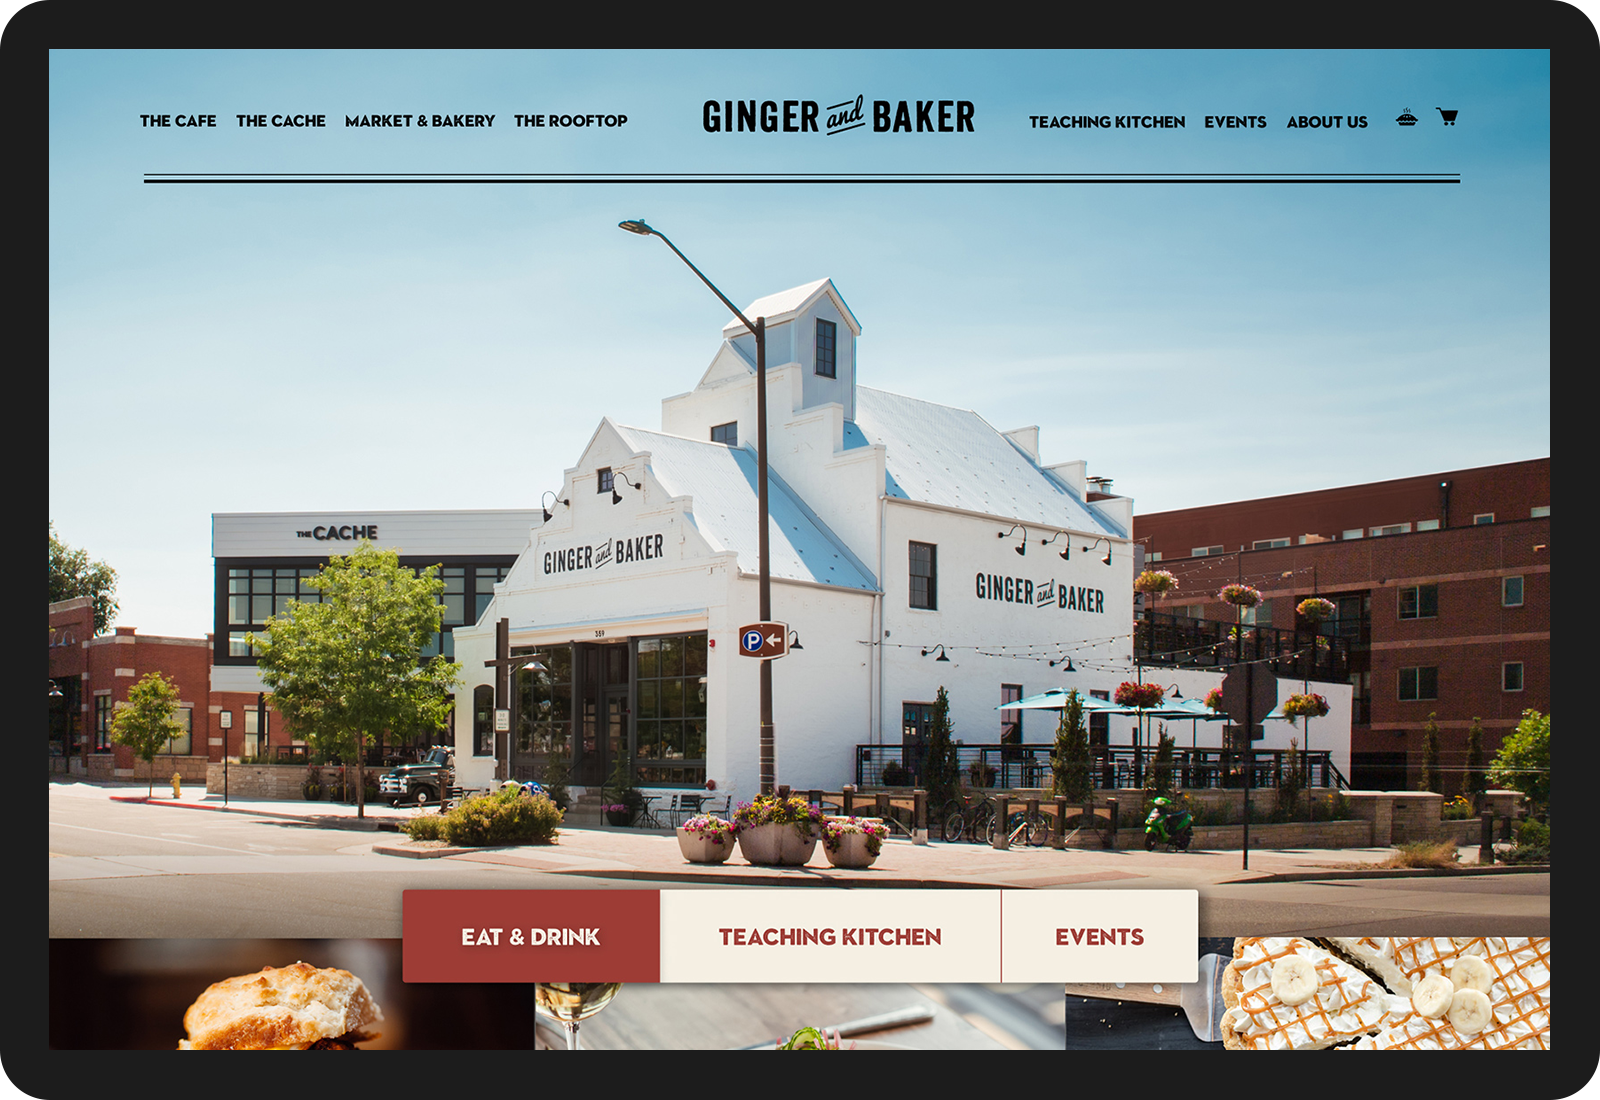 THE CAFE THE CACHE MARKET & BAKERY THE ROOFTOP GINGER and BAKER TEACHING KITCHEN EVENTS ABOUT US
THE CACHE
GINGER and BAKER
GINGER and BAKER
359
P
EAT & DRINK TEACHING KITCHEN EVENTS